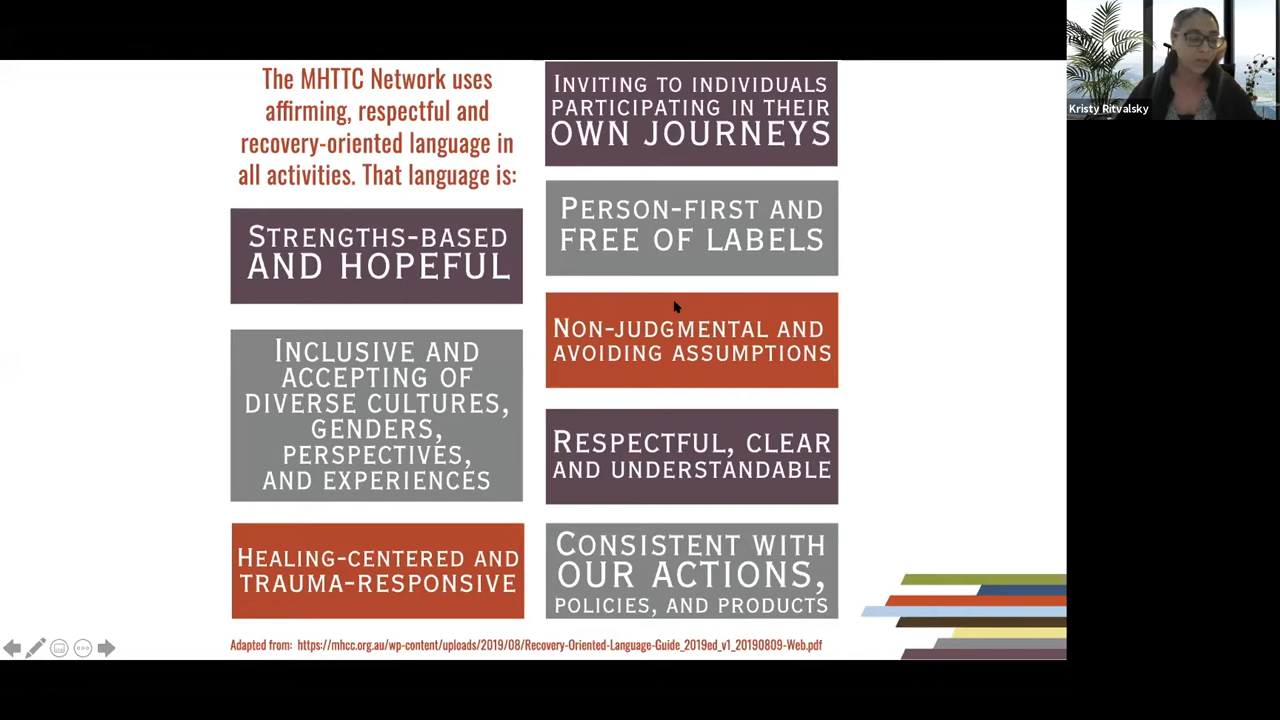 The MHTTC Network uses
affirming, respectful and
recovery-oriented language in
all activities. That language is:
STRENGTHS-BASED
AND HOPEFUL
INCLUSIVE AND
ACCEPTING OF
DIVERSE CULTURES,
GENDERS,
PERSPECTIVES,
AND EXPERIENCES
HEALING-CENTERED AND
TRAUMA-RESPONSIVE
INVITING TO INDIVIDUALS
PARTICIPATING IN THEIR
OWN JOURNEYS
PERSON-FIRST AND
FREE OF LABELS
NON-JUDGMENTAL AND
AVOIDING ASSUMPTIONS
RESPECTFUL, CLEAR
AND UNDERSTANDABLE
CONSISTENT WITH
OUR ACTIONS,
POLICIES, AND PRODUCTS
Adapted from: https://mhcc.org.au/wp-content/uploads/2019/08/Recovery-Oriented-Language-Guide_2019ed_v1_20190809-Web.pdf
Kristy Ritvalsky